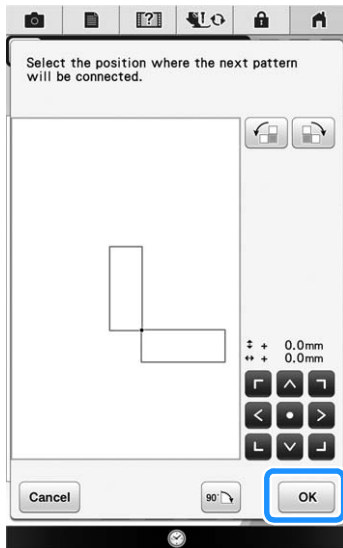 [?]
Select the position where the next pattern
will be connected.
+ 0.0mm
+ 0.0mm
Cancel
90°
OK